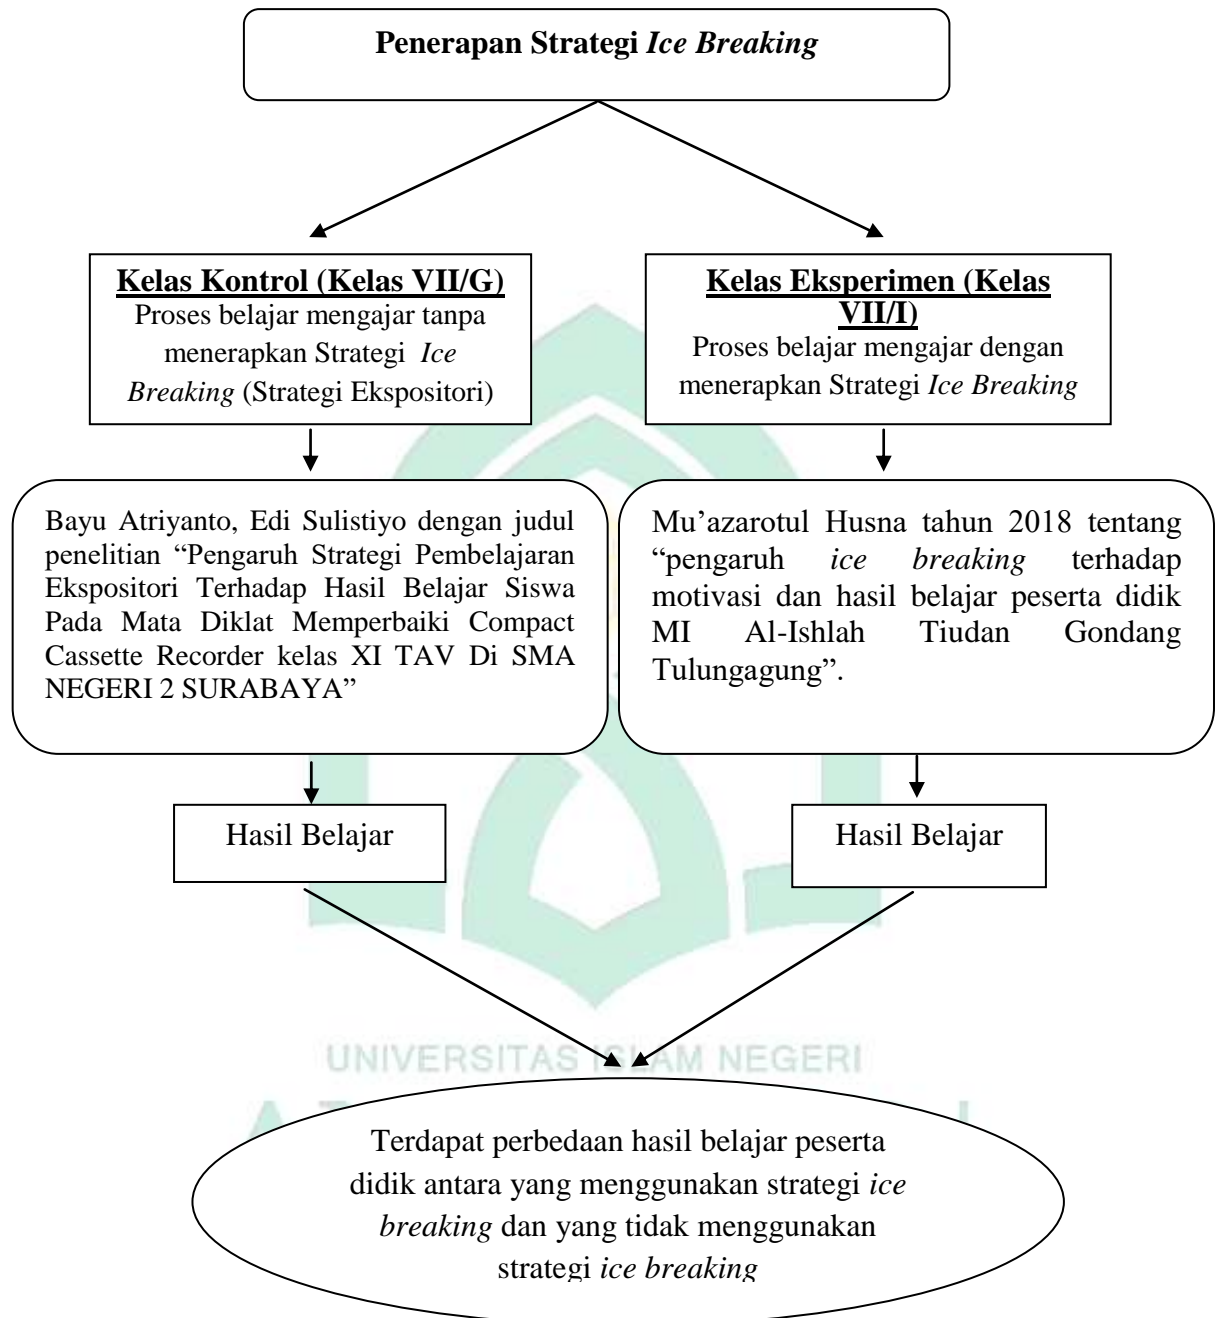 Penerapan Strategi Ice Breaking
Kelas Kontrol (Kelas VII/G)
Proses belajar mengajar tanpa
menerapkan Strategi Ice
Breaking (Strategi Ekspositori)
Kelas Eksperimen (Kelas
VII/I)
Proses belajar mengajar dengan
menerapkan Strategi Ice Breaking
Bayu Atriyanto, Edi Sulistiyo dengan judul
penelitian “Pengaruh Strategi Pembelajaran
Ekspositori Terhadap Hasil Belajar Siswa
Pada Mata Diklat Memperbaiki Compact
Cassette Recorder kelas XI TAV Di SMA
NEGERI 2 SURABAYA”
Mu’azarotul Husna tahun 2018 tentang
“pengaruh ice breaking terhadap
motivasi dan hasil belajar peserta didik
MI Al-Ishlah Tiudan Gondang
Tulungagung”.
Hasil Belajar
Hasil Belajar
UNIVERSITAS ISLAM NEGERI
Terdapat perbedaan hasil belajar peserta
didik antara yang menggunakan strategi ice
breaking dan yang tidak menggunakan
strategi ice breaking